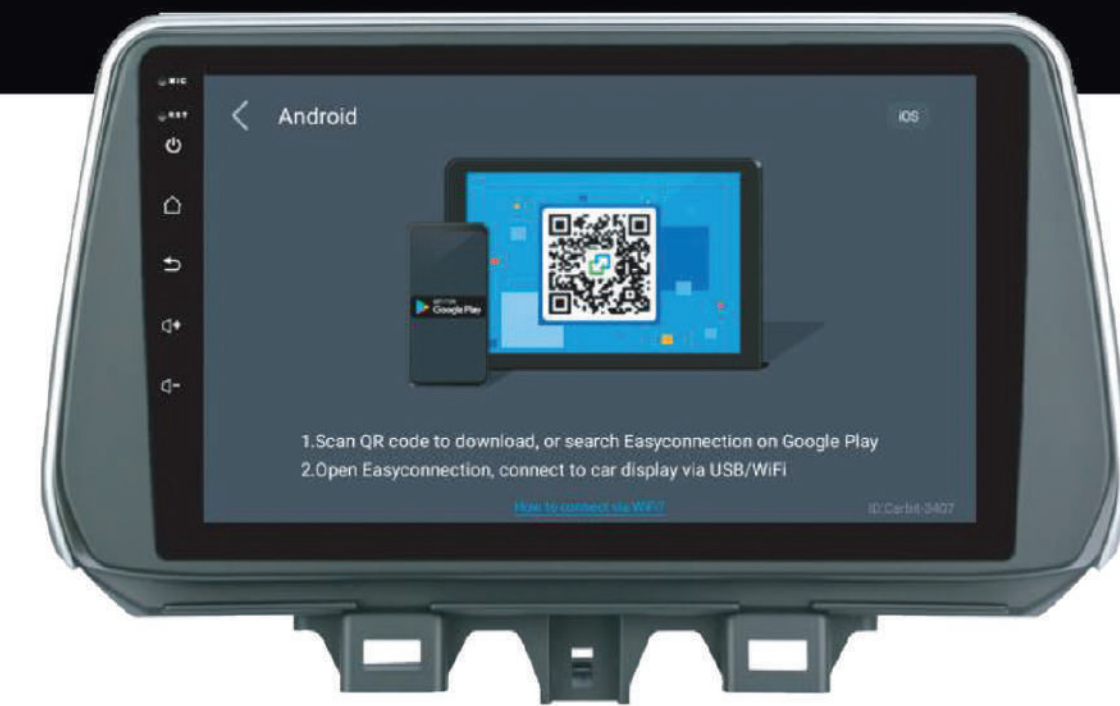 MIC
RST
Android
iOS
GET IT ON
Google Play
1.Scan QR code to download, or search Easyconnection on Google Play
2.Open Easyconnection, connect to car display via USB/WiFi
How to connect via WiFi?
ID:Carbit-3407